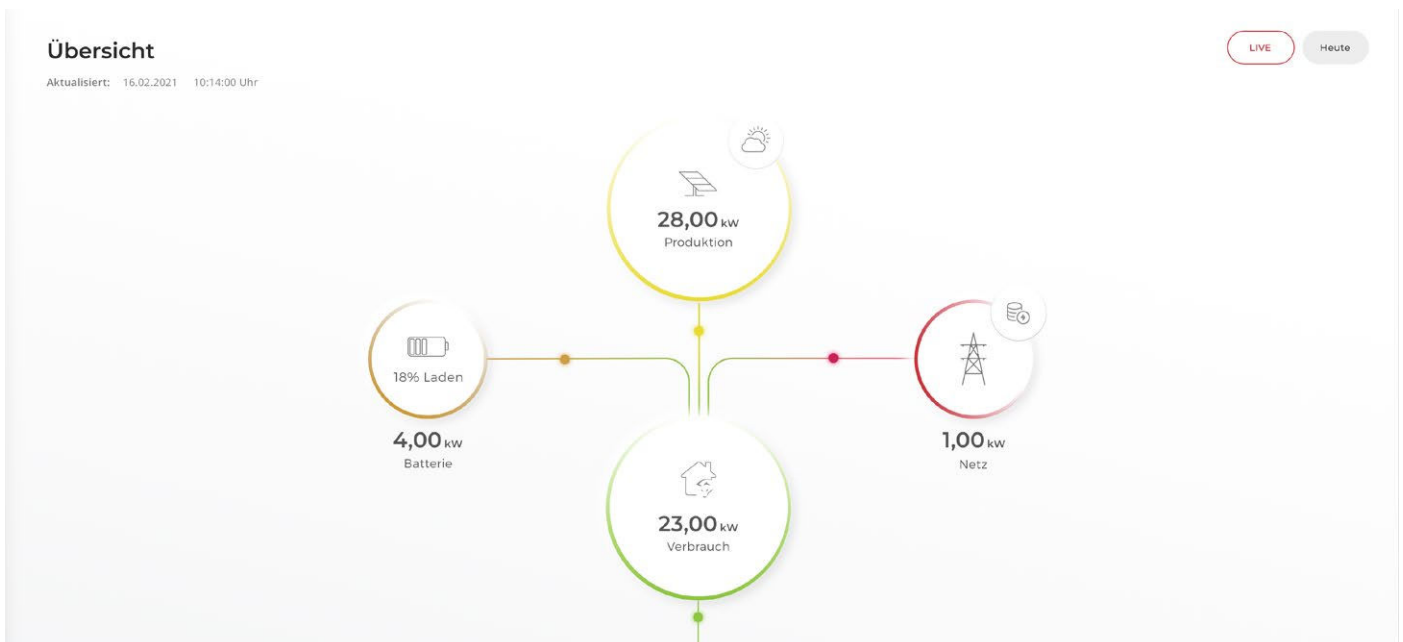 Übersicht
LIVE
Heute
Aktualisiert: 16.02.2021 10:14:00 Uhr
28,00 kW
Produktion
18% Laden
4,00 kW
Batterie
1,00 kW
Netz
23,00 kW
Verbrauch